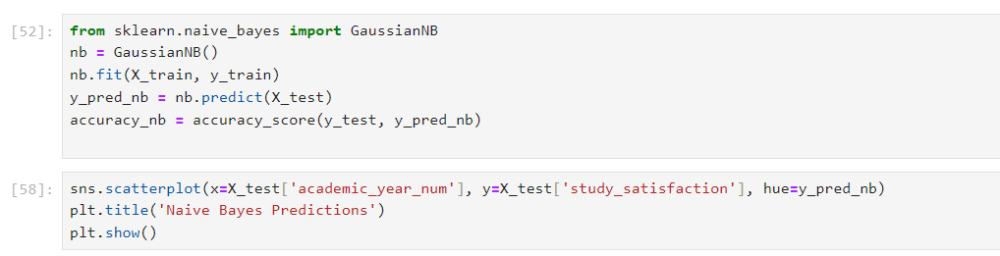 [52]: from sklearn.naive_bayes import GaussianNB
nb = GaussianNB()
nb.fit(X_train, y_train)
y_pred_nb = nb.predict(X_test)
accuracy_nb = accuracy_score(y_test, y_pred_nb)
[58]: sns.scatterplot(x=X_test['academic_year_num'], y=X_test['study_satisfaction'], hue=y_pred_nb)
plt.title('Naive Bayes Predictions')
plt.show()